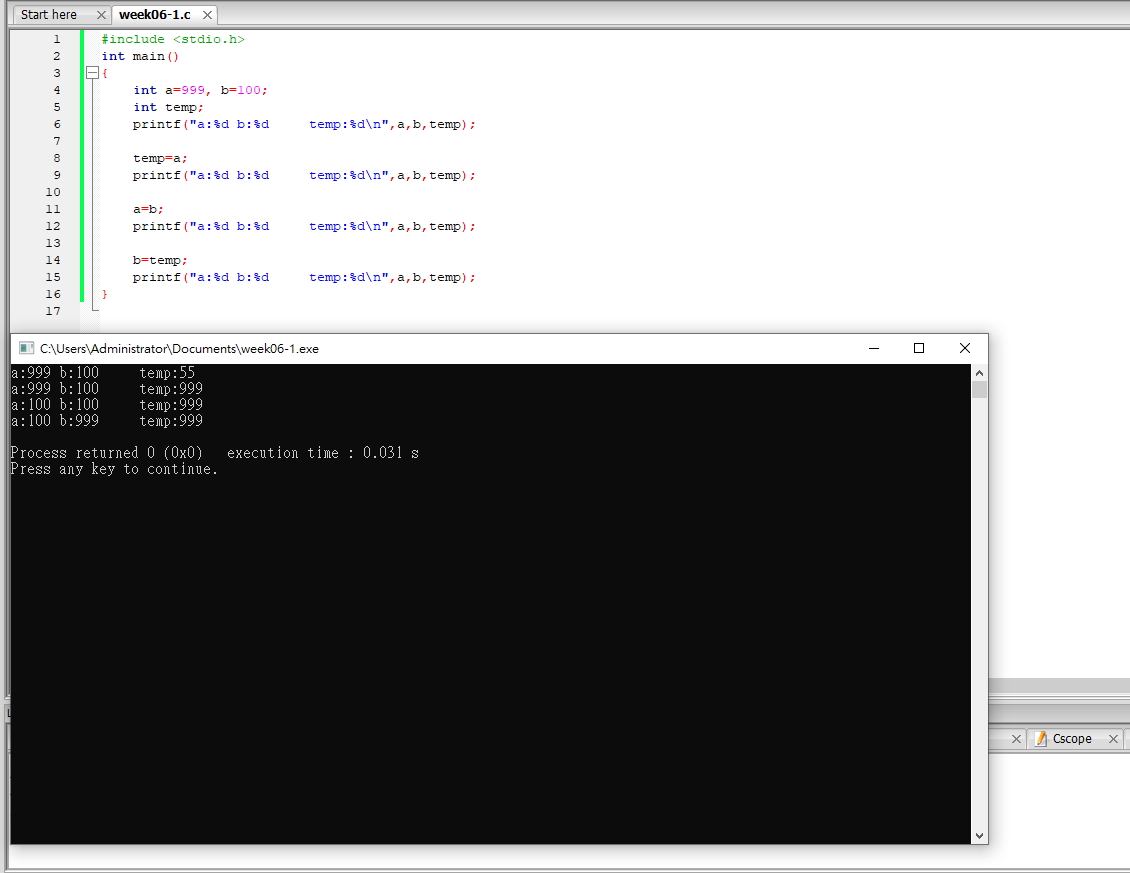 Start here
week06-1.c
1 #include <stdio.h>
2 int main()
3 {
4     int a=999, b=100;
5     int temp;
6     printf("a:%d b:%d     temp:%d\n",a,b,temp);
7
8     temp=a;
9     printf("a:%d b:%d     temp:%d\n",a,b,temp);
10
11     a=b;
12     printf("a:%d b:%d     temp:%d\n",a,b,temp);
13
14     b=temp;
15     printf("a:%d b:%d     temp:%d\n",a,b,temp);
16 }
17
C:\Users\Administrator\Documents\week06-1.exe
a:999 b:100     temp:55
a:999 b:100     temp:999
a:100 b:100     temp:999
a:100 b:999     temp:999
Process returned 0 (0x0)   execution time : 0.031 s
Press any key to continue.
Cscope